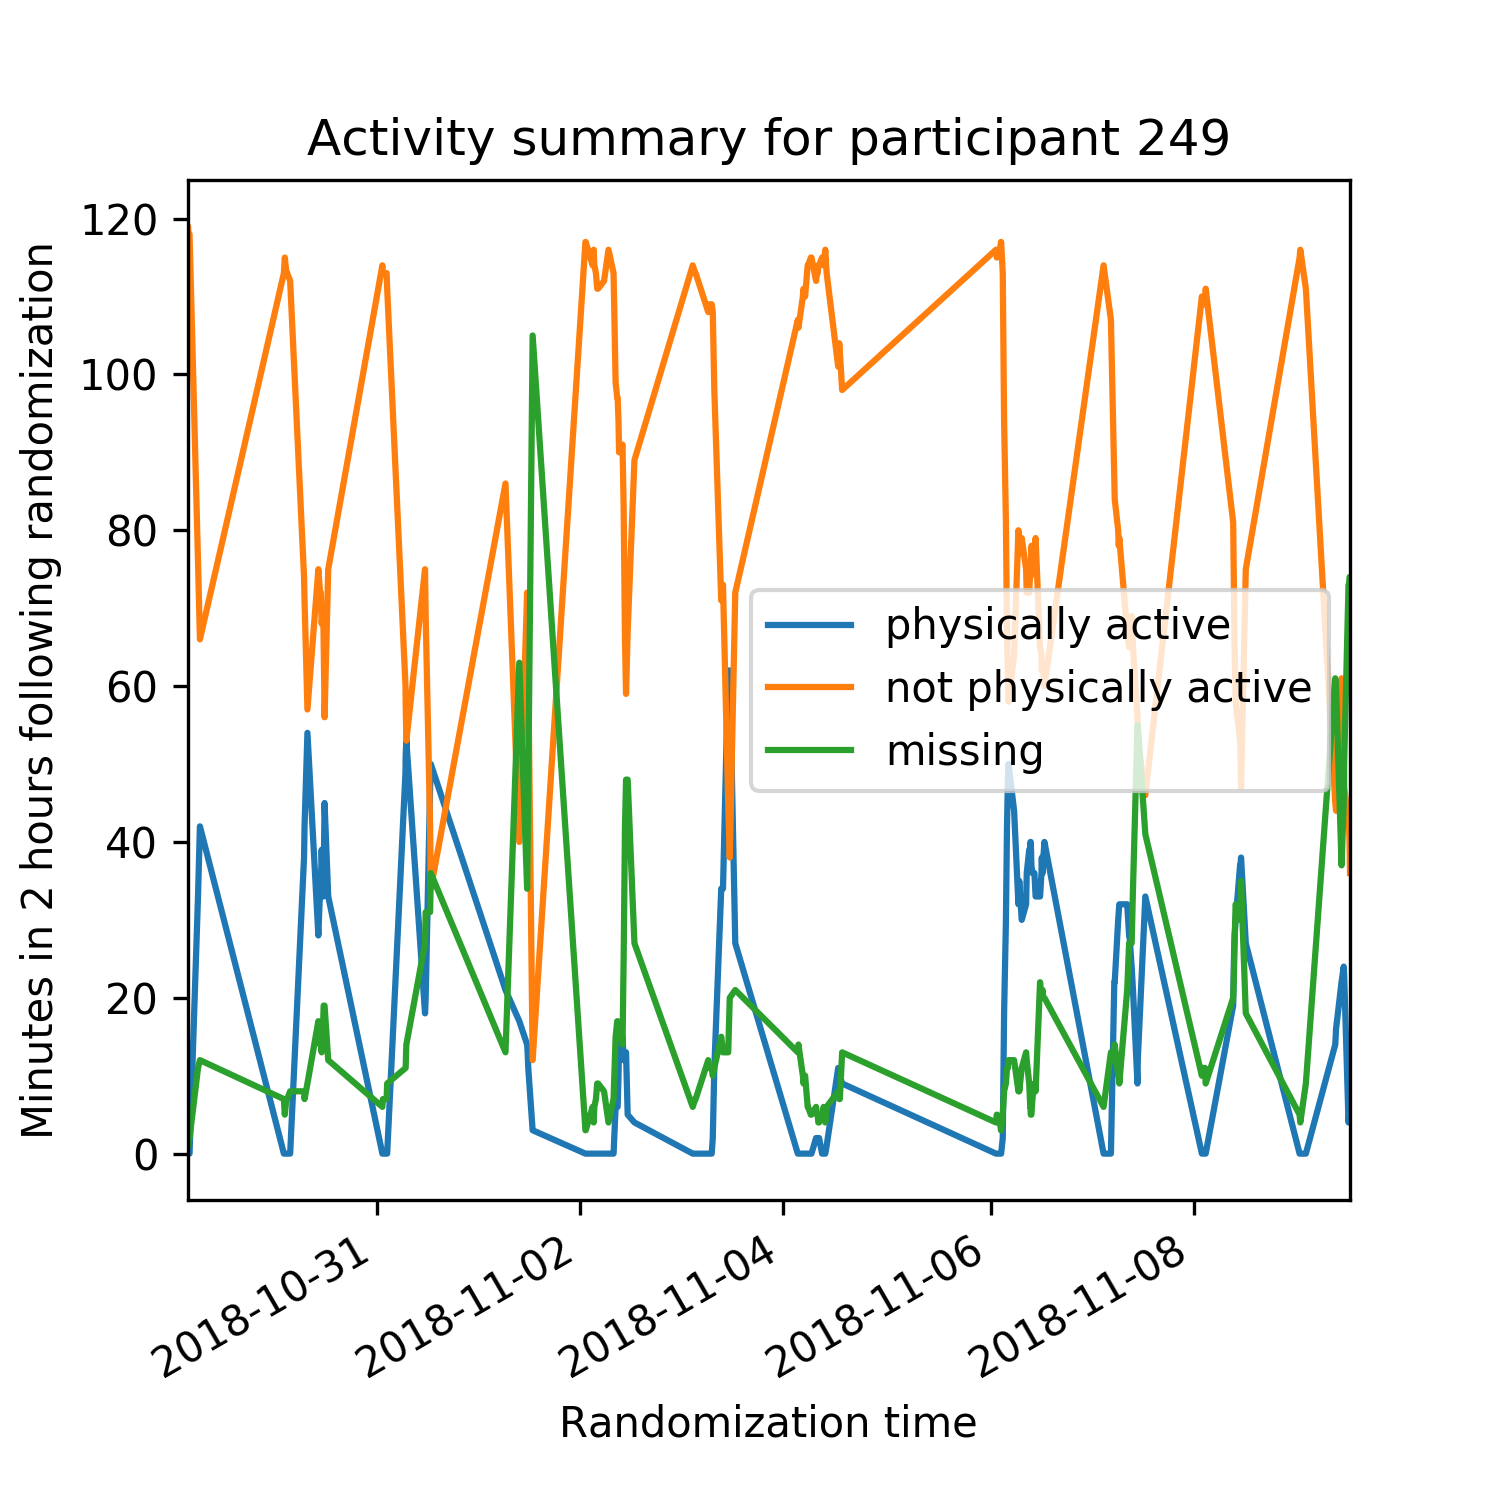 Activity summary for participant 249
Minutes in 2 hours following randomization
120
100
80
60
40
20
0
physically active
not physically active
missing
2018-10-31
2018-11-02
2018-11-04
2018-11-06
2018-11-08
Randomization time